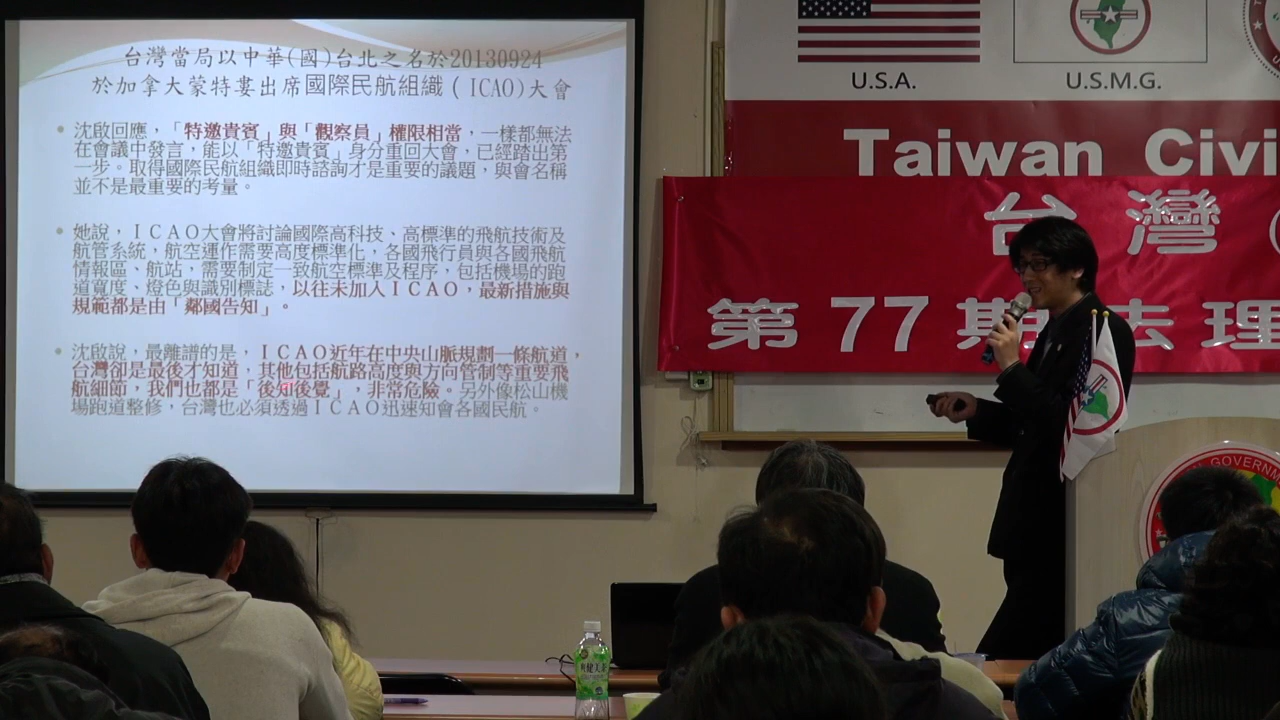 台灣當局以中華(國)台北之名於20130924
於加拿大蒙特婁出席國際民航組織(ICAO)大會
沈啟回應，「特邀貴賓」與「觀察員」權限相當，一樣都無法
在會議中發言，能以「特邀貴賓」身分重回大會，已經踏出第
一步。取得國際民航組織即時諮詢才是重要的議題，與會名稱
並不是最重要的考量。
她說，ＩＣＡＯ大會將討論國際高科技、高標準的飛航技術及
航管系統，航空運作需要高度標準化，各國飛行員與各國飛航
情報區、航站，需要制定一致航空標準及程序，包括機場的跑
道寬度、燈色與識別標誌，以往未加入ＩＣＡＯ，最新措施與
規範都是由「鄰國告知」。
沈啟說，最離譜的是，ＩＣＡＯ近年在中央山脈規劃一條航道，
台灣卻是最後才知道，其他包括航路高度與方向管制等重要飛
航細節，我們也都是「後知後覺」，非常危險。另外像松山機
場跑道整修，台灣也必須透過ＩＣＡＯ迅速知會各國民航。
U.S.A.
U.S.M.G.
Taiwan Civi
台灣
第77期法理
GOVERNM